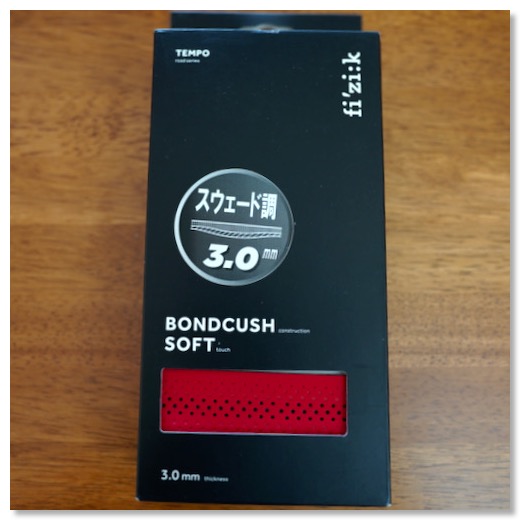 TEMPO
road series
fi'zi:k
スウェード調
3.0 mm
BONDCUSH construction
SOFT touch
3.0 mm thickness